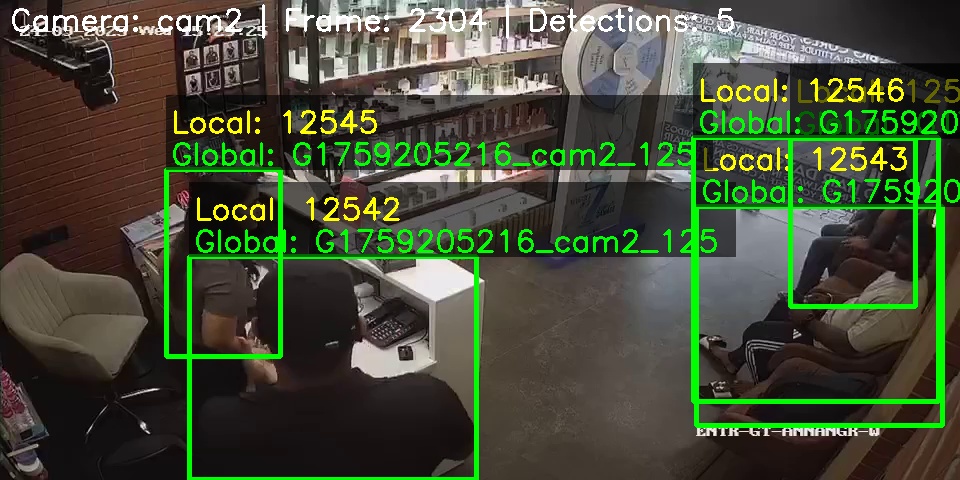 Camera: cam2 | Frame: 2304 | Detections: 5
Local: 12546
Global: G175920
Local: 12545
Global: G1759205216_cam2_125
Local: 12543
Global: G175920
Local 12542
Global: G1759205216_cam2_125
ENTR-GT-ANNANGR-W